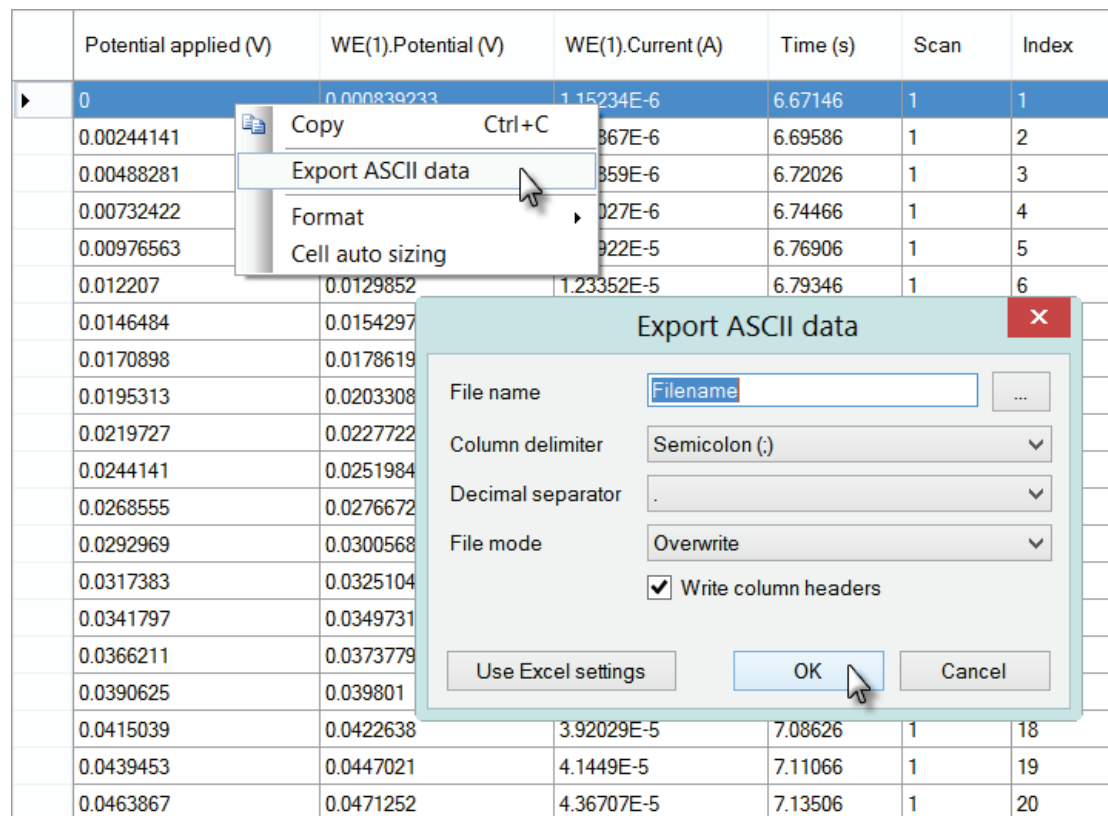 Potential applied (V) WE(1).Potential (V) WE(1).Current (A) Time (s) Scan Index
0 0.000839233 1.15234E-6 6.67146 1 1
Copy Ctrl+C
0.00244141 867E-6 6.69586 1 2
Export ASCII data
0.00488281 859E-6 6.72026 1 3
0.00732422 027E-6 6.74466 1 4
Format
0.00976563 922E-5 6.76906 1 5
Cell auto sizing
0.012207 0.0129852 1.23352E-5 6.79346 1 6
0.0146484 0.0154297
Export ASCII data
0.0170898 0.0178619
0.0195313 0.0203308
File name Filename ...
0.0219727 0.0227722
Column delimiter Semicolon (;)
0.0244141 0.0251984
Decimal separator .
0.0268555 0.0276672
0.0292969 0.0300568
File mode Overwrite
0.0317383 0.0325104
Write column headers
0.0341797 0.0349731
0.0366211 0.0373779
Use Excel settings OK Cancel
0.0390625 0.039801
0.0415039 0.0422638 3.92029E-5 7.08626 1 18
0.0439453 0.0447021 4.1449E-5 7.11066 1 19
0.0463867 0.0471252 4.36707E-5 7.13506 1 20